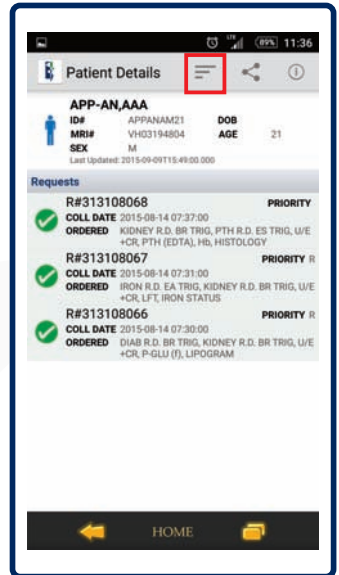 LTE 89% 11:36
Patient Details
APP-AN,AAA
ID# APPANAM21 DOB
MRI# VH03194804 AGE 21
SEX M
Last Updated: 2015-09-09T15:49:00.000
Requests
R#313108068 PRIORITY
COLL DATE 2015-08-14 07:37:00
ORDERED KIDNEY R.D. BR TRIG, PTH R.D. ES TRIG, U/E
+CR, PTH (EDTA), Hb, HISTOLOGY
R#313108067 PRIORITY R
COLL DATE 2015-08-14 07:31:00
ORDERED IRON R.D. EA TRIG, KIDNEY R.D. BR TRIG, U/E
+CR, LFT, IRON STATUS
R#313108066 PRIORITY R
COLL DATE 2015-08-14 07:30:00
ORDERED DIAB R.D. BR TRIG, KIDNEY R.D. BR TRIG, U/E
+CR, P-GLU (f), LIPOGRAM
HOME